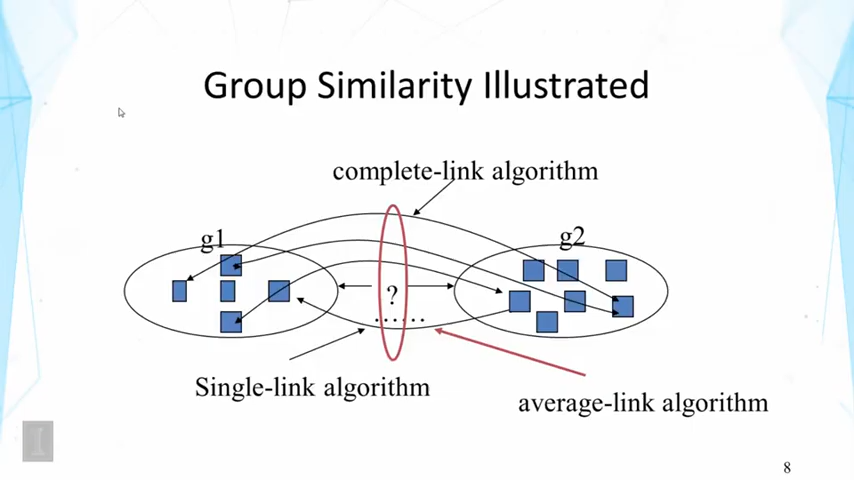 Group Similarity Illustrated
complete-link algorithm
g1
g2
?
......
Single-link algorithm
average-link algorithm
I
8